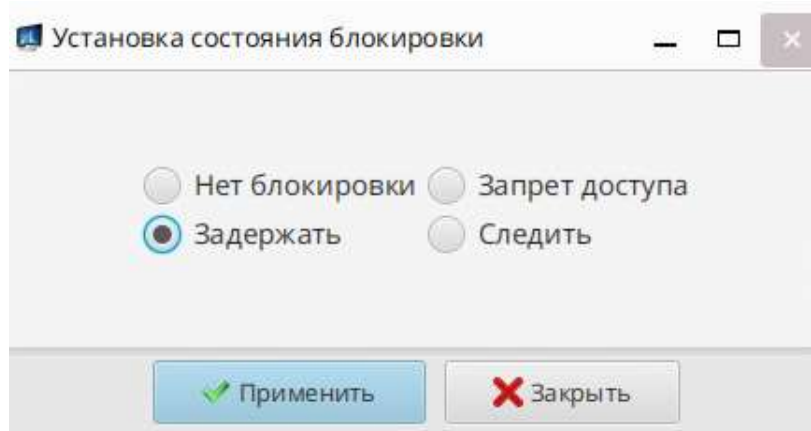 Установка состояния блокировки
Нет блокировки Запрет доступа
Задержать Следить
Применить Закрыть